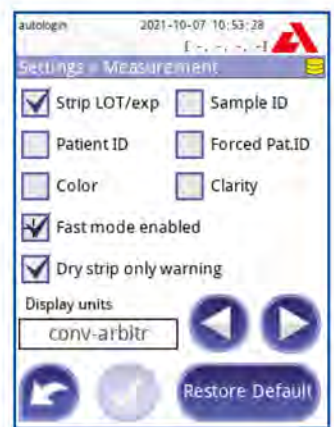 autologin 2021-10-07 10:53:28
[ -. -. -. -]
Settings » Measurement
Strip LOT/exp Sample ID
Patient ID Forced Pat.ID
Color Clarity
Fast mode enabled
Dry strip only warning
Display units
conv-arbitr
Restore Default